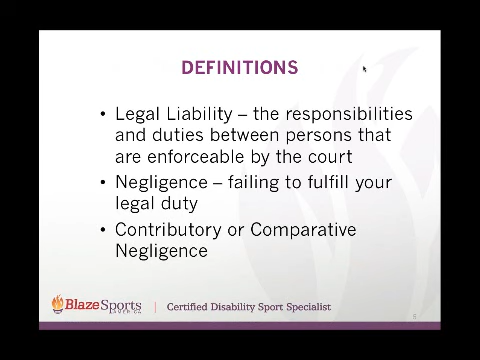 DEFINITIONS
• Legal Liability – the responsibilities
and duties between persons that
are enforceable by the court
• Negligence – failing to fulfill your
legal duty
• Contributory or Comparative
Negligence
BlazeSports
AMERICA
Certified Disability Sport Specialist